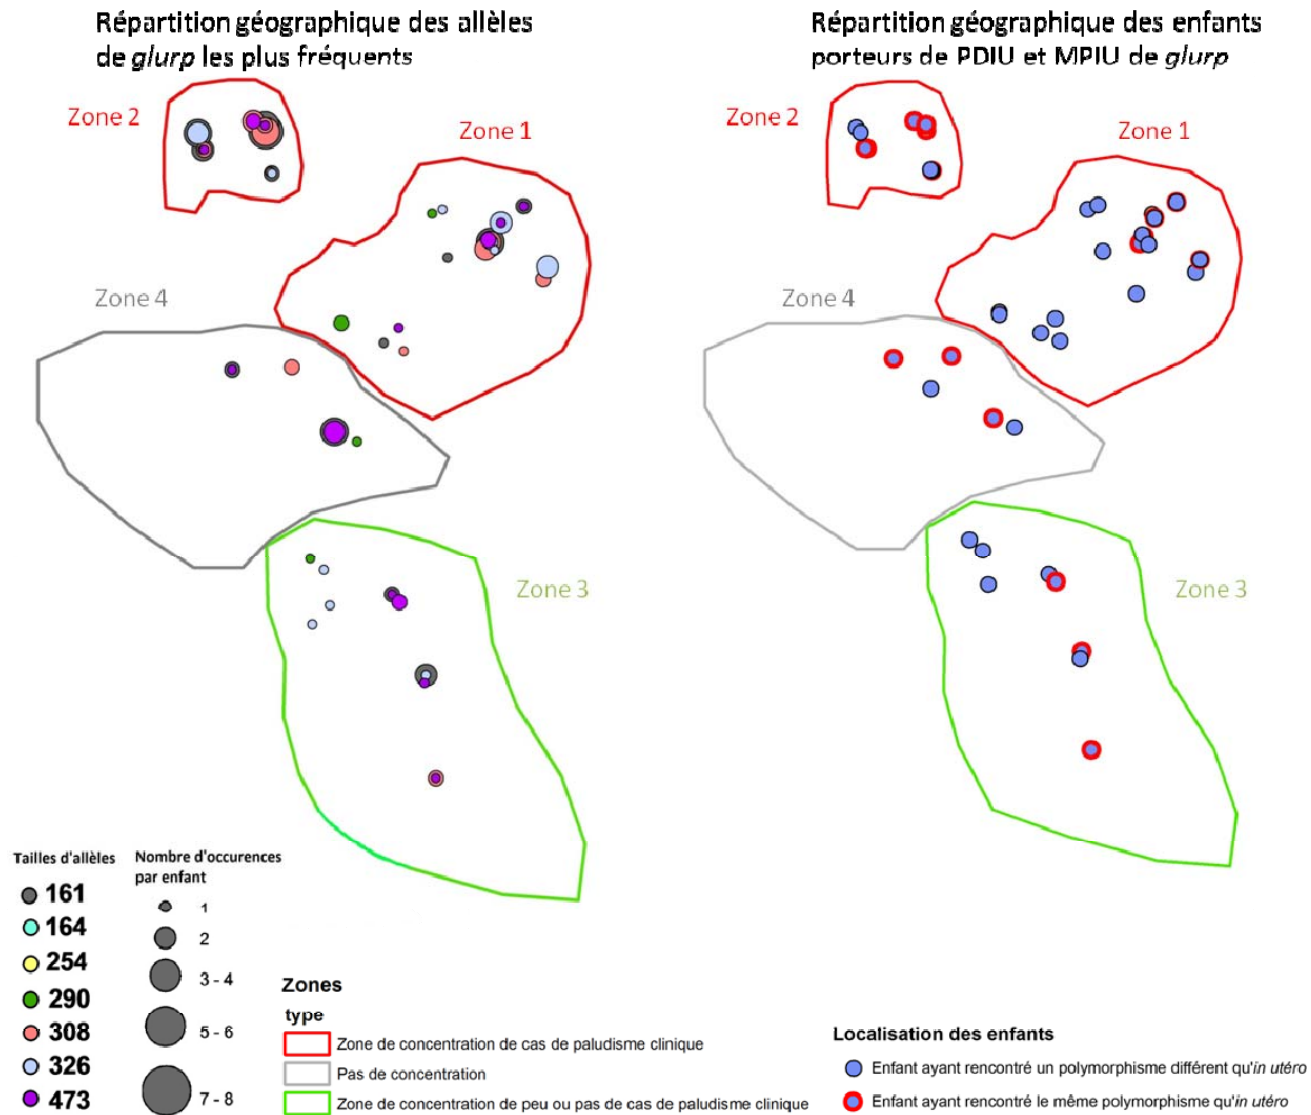 Répartition géographique des allèles
de glurp les plus fréquents
Répartition géographique des enfants
porteurs de PDIU et MPIU de glurp
Zone 2
Zone 1
Zone 4
Zone 3
Zone 2
Zone 1
Zone 4
Zone 3
Tailles d'allèles
161
164
254
290
308
326
473
Nombre d'occurences
par enfant
1
2
3 - 4
5 - 6
7 - 8
Zones
type
Zone de concentration de cas de paludisme clinique
Pas de concentration
Zone de concentration de peu ou pas de cas de paludisme clinique
Localisation des enfants
Enfant ayant rencontré un polymorphisme différent qu'in utéro
Enfant ayant rencontré le même polymorphisme qu'in utéro